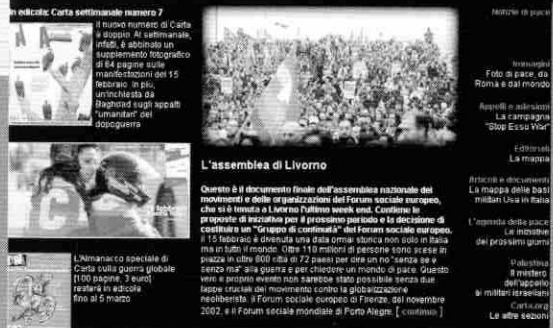 In edicola: Carta settimanale numero 7
Il nuovo numero di Carta
è doppio. Al settimanale,
infatti, è abbinato un
supplemento fotografico
di 64 pagine sulle
manifestazioni del 15
febbraio. In più,
un'inchiesta da
Baghdad sugli appalti
"umanitari" del
dopoguerra
L'Almanacco speciale di
Carta sulla guerra globale
[100 pagine, 3 euro]
resterà in edicola
fino al 5 marzo
L'assemblea di Livorno
Questo è il documento finale dell'assemblea nazionale dei
movimenti e delle organizzazioni del Forum sociale europeo,
che si è tenuta a Livorno l'ultimo week end. Contiene le
proposte di iniziativa per il prossimo periodo e la decisione di
costituire un "Gruppo di continuità" del Forum sociale europeo.
Il 15 febbraio è divenuta una data ormai storica non solo in Italia
ma in tutto il mondo. Oltre 110 milioni di persone sono scese in
piazza in oltre 600 città di 72 paesi per dire un no "senza se e
senza ma" alla guerra e per chiedere un mondo di pace. Questo
vero e proprio evento non sarebbe stato possibile senza due
tappe cruciali del movimento contro la globalizzazione
neoliberista: il Forum sociale europeo di Firenze, del novembre
2002, e il Forum sociale mondiale di Porto Alegre. [ continua ]
Notizie di pace
Immagini
Foto di pace, da
Roma e dal mondo
Appelli e adesioni
La campagna
"Stop Esso War"
Editoriali
La mappa
Articoli e documenti
La mappa delle basi
militari Usa in Italia
L'agenda della pace
Le iniziative
dei prossimi giorni
Palestina
Il mistero
dell'appello
ai militari israeliani
Carta.org
Le altre sezioni